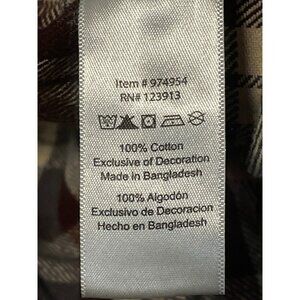 Item # 974954
RN# 123913
100% Cotton
Exclusive of Decoration
Made in Bangladesh
100% Algodón
Exclusivo de Decoracion
Hecho en Bangladesh